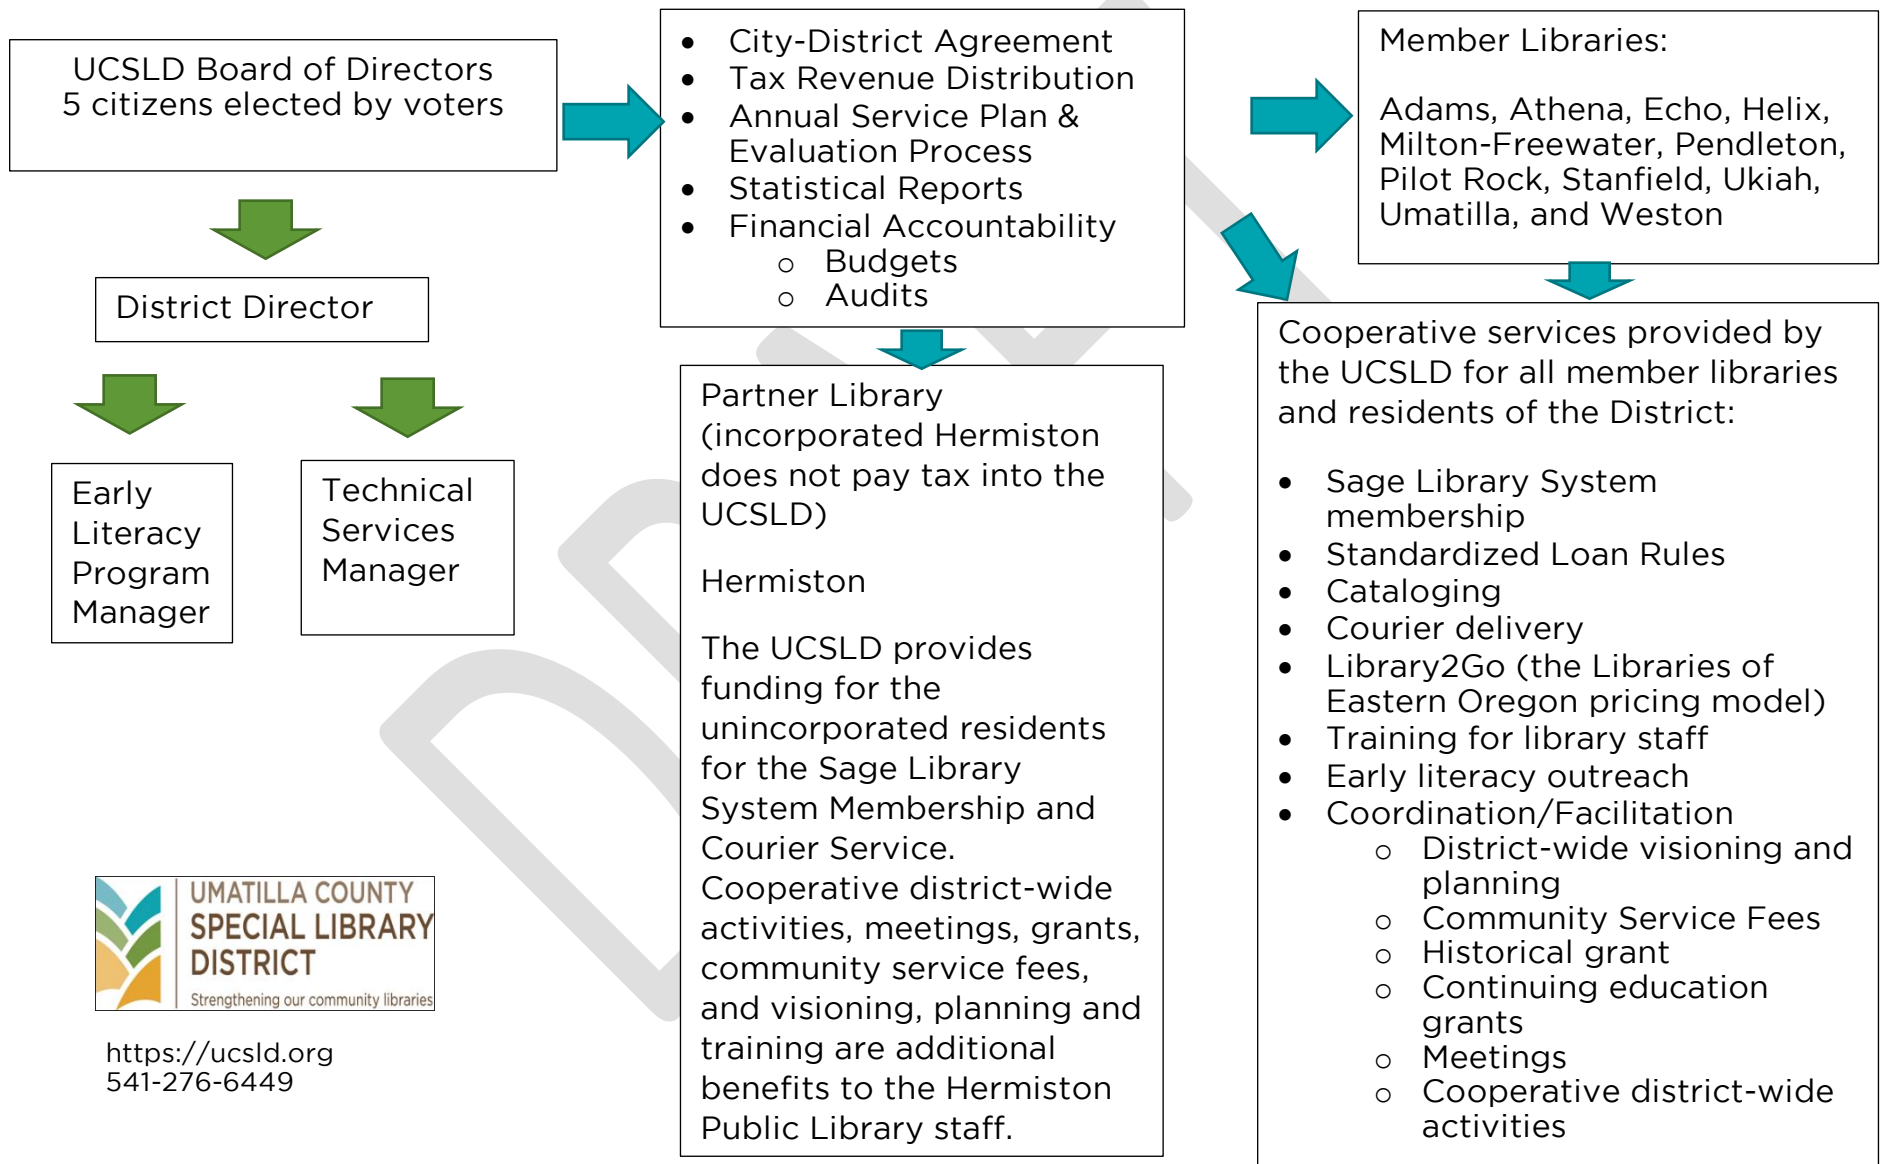 UCSLD Board of Directors
5 citizens elected by voters
District Director
Early
Literacy
Program
Manager
Technical
Services
Manager
• City-District Agreement
• Tax Revenue Distribution
• Annual Service Plan &
Evaluation Process
• Statistical Reports
• Financial Accountability
o Budgets
o Audits
Partner Library
(incorporated Hermiston
does not pay tax into the
UCSLD)
Hermiston
The UCSLD provides
funding for the
unincorporated residents
for the Sage Library
System Membership and
Courier Service.
Cooperative district-wide
activities, meetings, grants,
community service fees,
and visioning, planning and
training are additional
benefits to the Hermiston
Public Library staff.
Member Libraries:
Adams, Athena, Echo, Helix,
Milton-Freewater, Pendleton,
Pilot Rock, Stanfield, Ukiah,
Umatilla, and Weston
Cooperative services provided by
the UCSLD for all member libraries
and residents of the District:
• Sage Library System
membership
• Standardized Loan Rules
• Cataloging
• Courier delivery
• Library2Go (the Libraries of
Eastern Oregon pricing model)
• Training for library staff
• Early literacy outreach
• Coordination/Facilitation
o District-wide visioning and
planning
o Community Service Fees
o Historical grant
o Continuing education
grants
o Meetings
o Cooperative district-wide
activities
UMATILLA COUNTY
SPECIAL LIBRARY
DISTRICT
Strengthening our community libraries
https://ucsld.org
541-276-6449
DRAFT